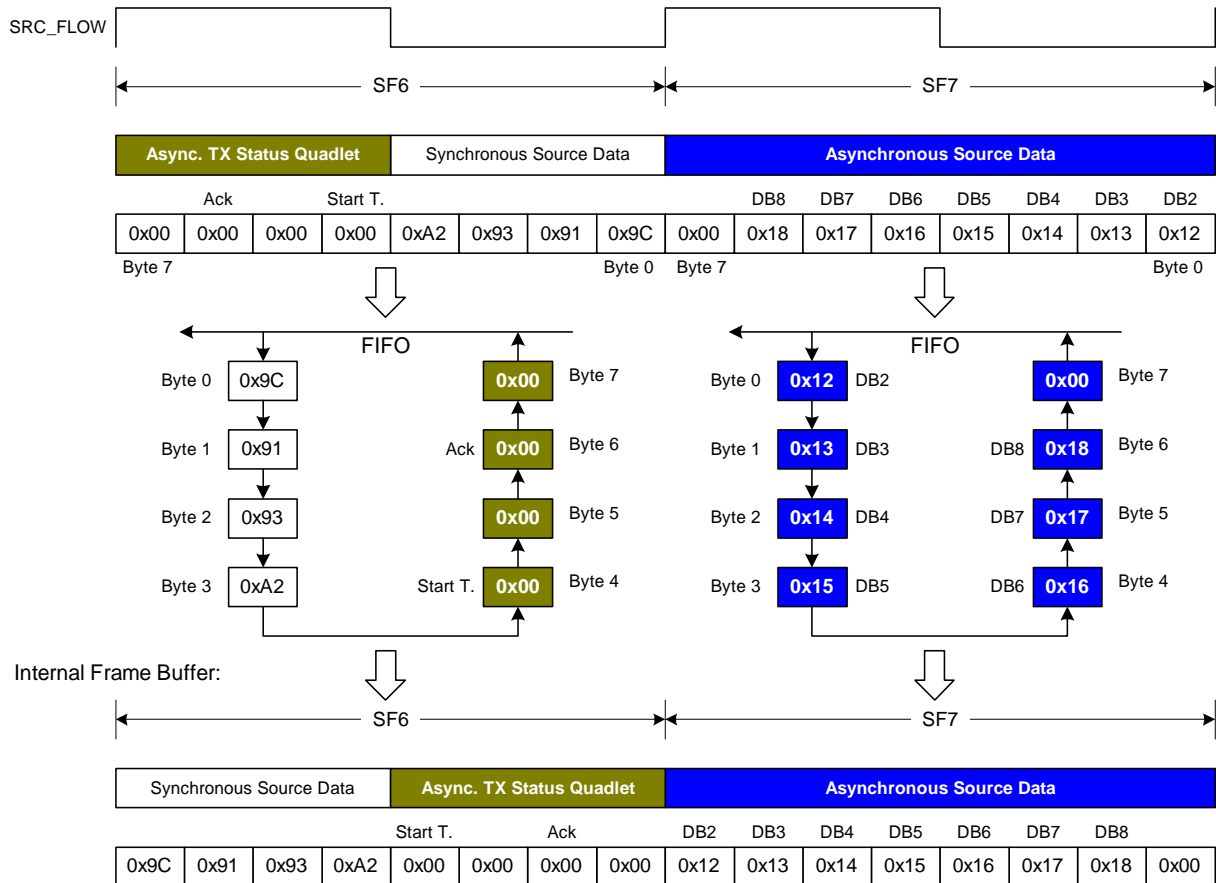 SRC_FLOW
SF6 SF7
Async. TX Status Quadlet Synchronous Source Data Asynchronous Source Data
Ack Start T. DB8 DB7 DB6 DB5 DB4 DB3 DB2
0x00 0x00 0x00 0x00 0xA2 0x93 0x91 0x9C 0x00 0x18 0x17 0x16 0x15 0x14 0x13 0x12
Byte 7 Byte 0 Byte 7 Byte 0
FIFO FIFO
Byte 0 0x9C 0x00 Byte 7 Byte 0 0x12 DB2 0x00 Byte 7
Byte 1 0x91 Ack 0x00 Byte 6 Byte 1 0x13 DB3 DB8 0x18 Byte 6
Byte 2 0x93 0x00 Byte 5 Byte 2 0x14 DB4 DB7 0x17 Byte 5
Byte 3 0xA2 Start T. 0x00 Byte 4 Byte 3 0x15 DB5 DB6 0x16 Byte 4
Internal Frame Buffer:
SF6 SF7
Synchronous Source Data Async. TX Status Quadlet Asynchronous Source Data
Start T. Ack DB2 DB3 DB4 DB5 DB6 DB7 DB8
0x9C 0x91 0x93 0xA2 0x00 0x00 0x00 0x00 0x12 0x13 0x14 0x15 0x16 0x17 0x18 0x00